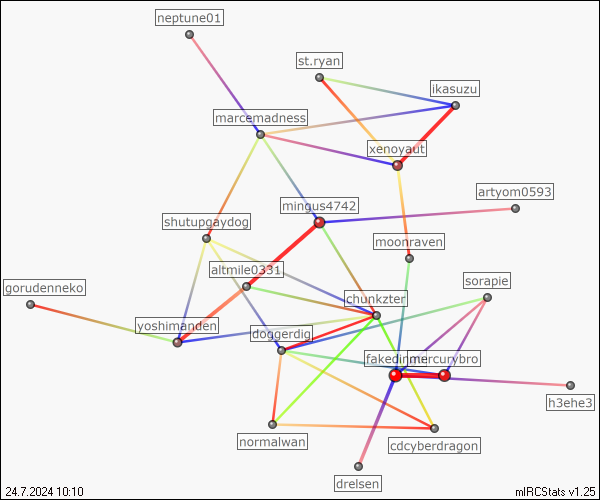 neptune01
st.ryan
ikasuzu
marcemadness
xenoyaut
artyom0593
mingus4742
shutupgaydog
moonraven
altmile0331
gorudenneko
sorapie
chunkzter
yoshimanden
doggerdig
mercurybro
h3ehe3
normalwan
cdcyberdragon
drelsen
24.7.2024 10:10
mIRCStats v1.25